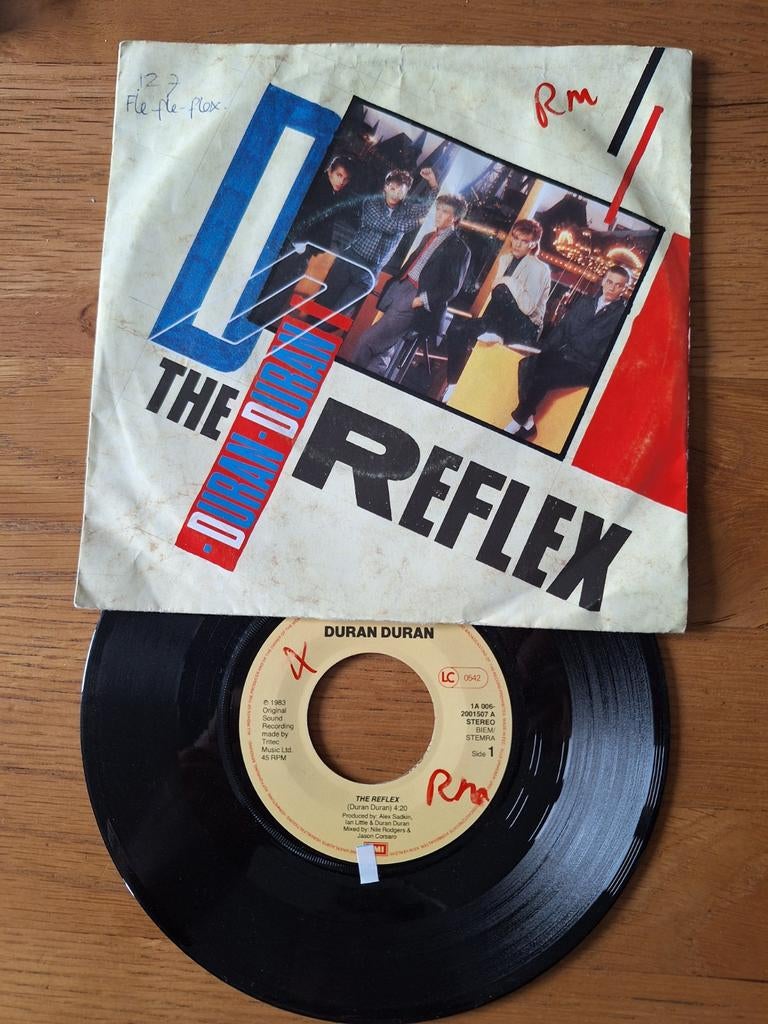 12 7
Fle-fle-flex.
Rm
THE
DURAN·DURAN
REFLEX
DURAN DURAN
4
LC 0542
℗ 1983
Original
Sound
Recording
made by
Tritec
Music Ltd.
45 RPM
1A 006-
2001507 A
STEREO
BIEM/
STEMRA
Side 1
Rm
THE REFLEX
(Duran Duran) 4:20
Produced by: Alex Sadkin,
Ian Little & Duran Duran
Mixed by: Nile Rodgers &
Jason Corsaro
EMI